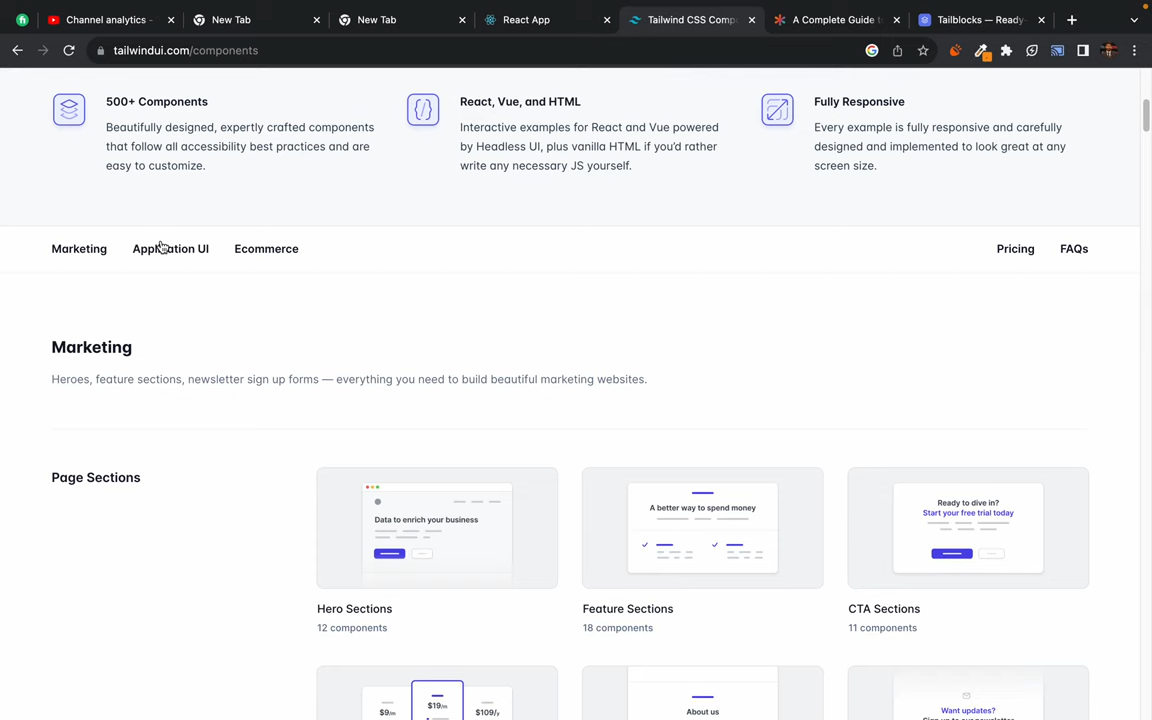 Channel analytics -
New Tab
New Tab
React App
Tailwind CSS Comp
A Complete Guide to
Tailblocks — Ready-
tailwindui.com/components
500+ Components
Beautifully designed, expertly crafted components
that follow all accessibility best practices and are
easy to customize.
React, Vue, and HTML
Interactive examples for React and Vue powered
by Headless UI, plus vanilla HTML if you'd rather
write any necessary JS yourself.
Fully Responsive
Every example is fully responsive and carefully
designed and implemented to look great at any
screen size.
Marketing
Application UI
Ecommerce
Pricing
FAQs
Marketing
Heroes, feature sections, newsletter sign up forms — everything you need to build beautiful marketing websites.
Page Sections
Data to enrich your business
Hero Sections
12 components
A better way to spend money
Feature Sections
18 components
Ready to dive in?
Start your free trial today
CTA Sections
11 components
$9/m
$19/m
$109/y
About us
Want updates?
Sign up to our newsletter